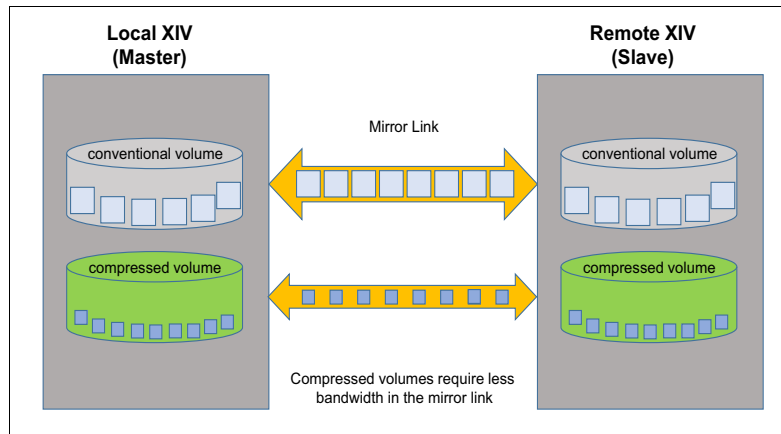 Local XIV
(Master)
Remote XIV
(Slave)
Mirror Link
conventional volume
conventional volume
compressed volume
compressed volume
Compressed volumes require less
bandwidth in the mirror link